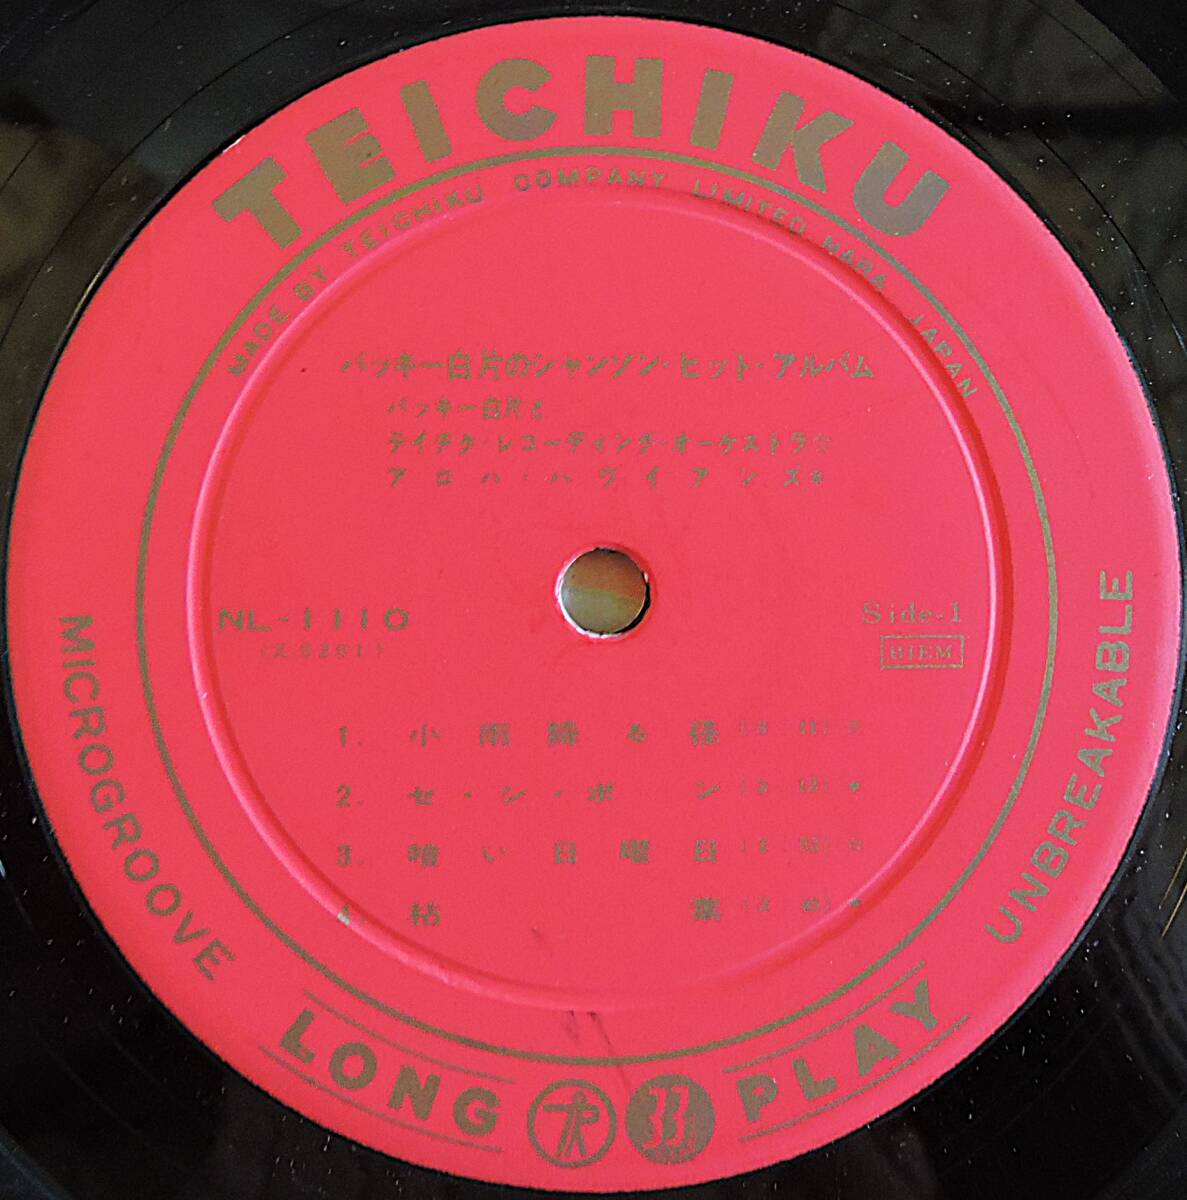 TEICHIKU
MADE BY TEICHIKU COMPANY LIMITED NARA JAPAN
バッキー白片のシャンソン・ヒット・アルバム
バッキー白片と
テイチク・レコーディング・オーケストラ☆
アロハ・ハワイアンズ*
NL-1110
Side-1
BIEM
1. 小雨降る径
2. セ・シ・ボン
3. 暗い日曜日
4. 枯葉
MICROGROOVE
UNBREAKABLE
LONG 33 PLAY